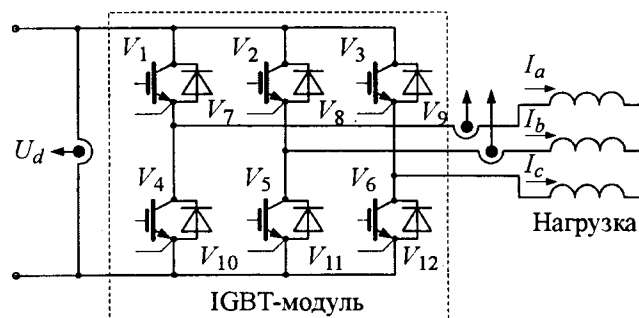 V1 V2 V3 Ia
V7 V8 V9
Ud Ib
V4 V5 V6 Ic
V10 V11 V12 Нагрузка
IGBT-модуль